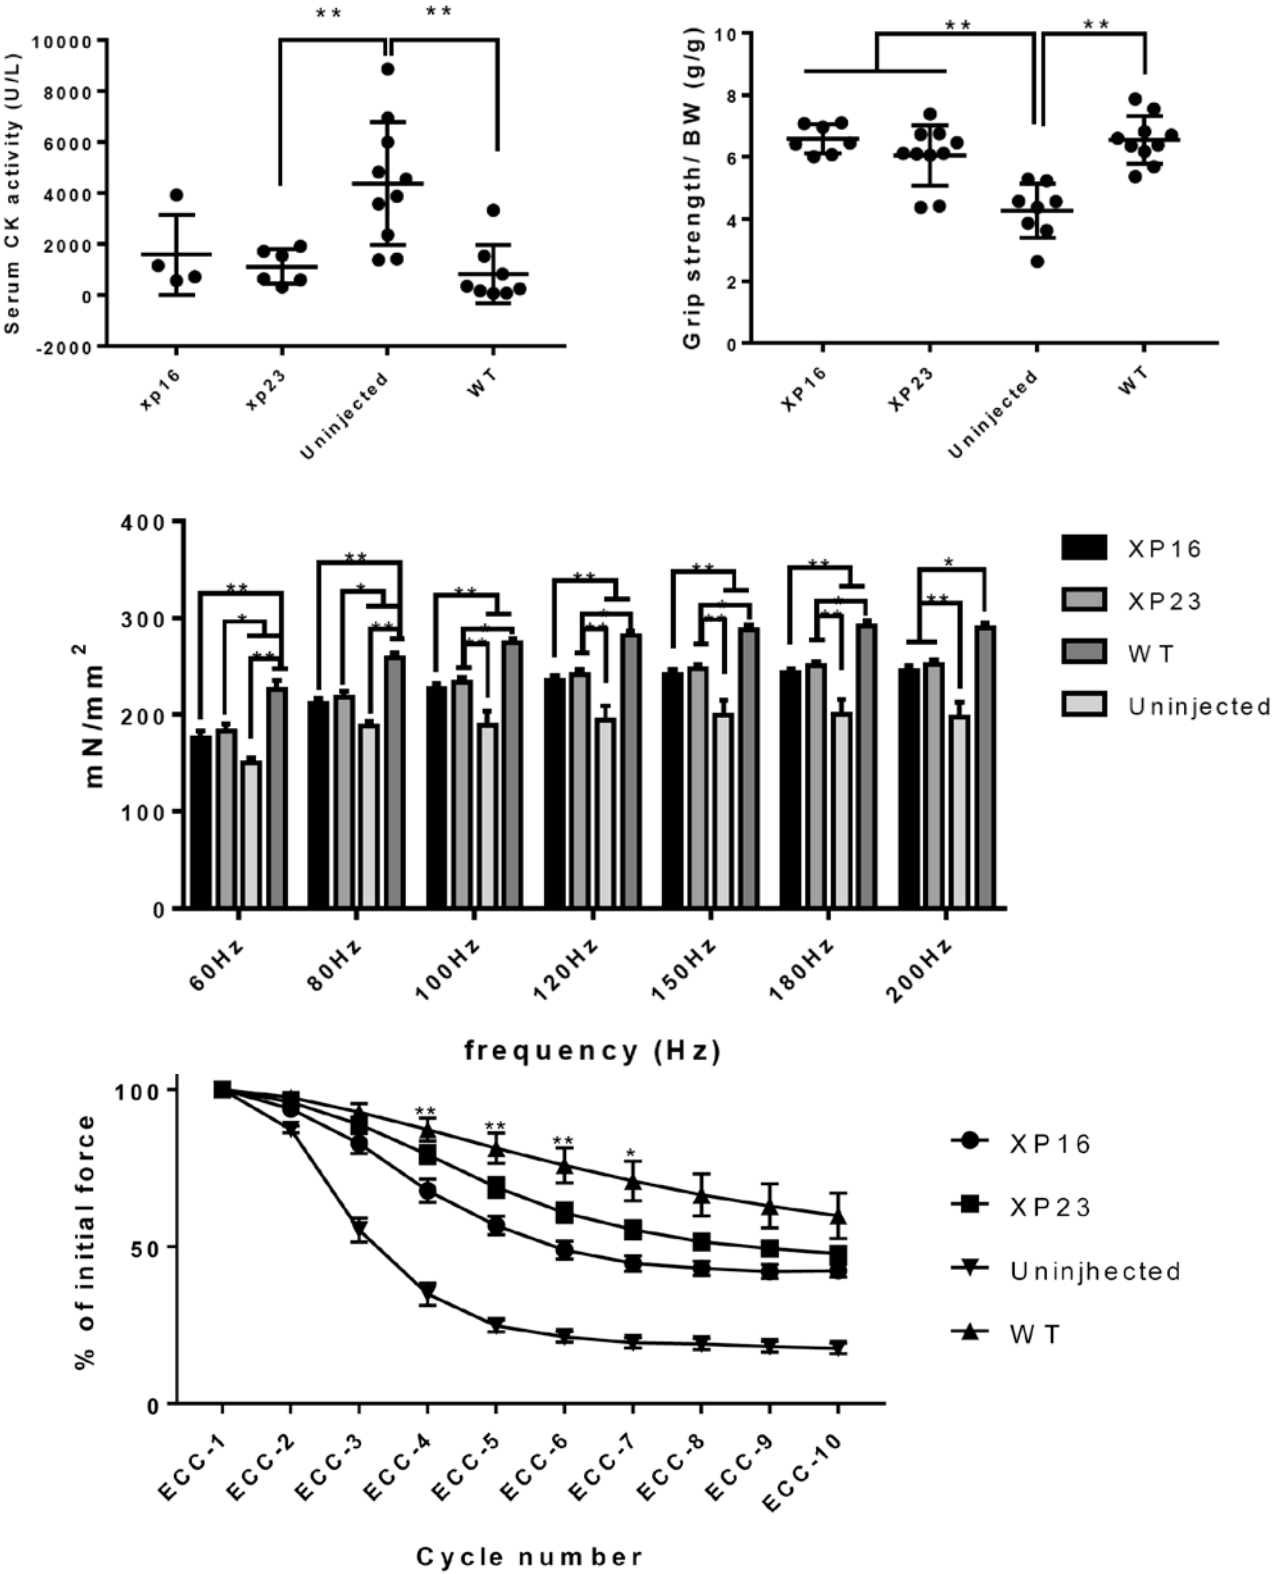 ** **
10000
8000
6000
4000
2000
0
-2000
Serum CK activity (U/L)
xp16 xp23 Uninjected WT
** **
10
8
6
4
2
0
Grip strength/ BW (g/g)
XP16 XP23 Uninjected WT
400
300
200
100
0
mN/mm2
** * **
** * **
** * **
** * **
** * **
** * **
* **
60Hz 80Hz 100Hz 120Hz 150Hz 180Hz 200Hz
frequency (Hz)
XP16
XP23
WT
Uninjected
100
50
0
% of initial force
** ** ** *
ECC-1 ECC-2 ECC-3 ECC-4 ECC-5 ECC-6 ECC-7 ECC-8 ECC-9 ECC-10
Cycle number
XP16
XP23
Uninjhected
WT